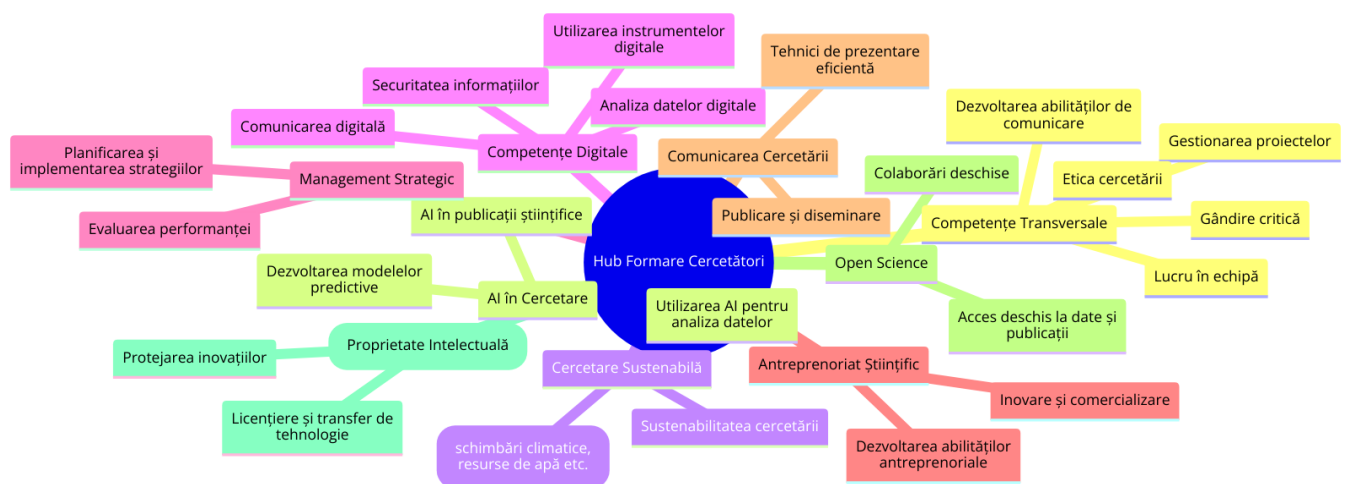 Utilizarea instrumentelor
digitale
Tehnici de prezentare
eficientă
Securitatea informațiilor
Analiza datelor digitale
Dezvoltarea abilităților de
comunicare
Comunicarea digitală
Gestionarea proiectelor
Planificarea și
implementarea strategiilor
Competențe Digitale
Comunicarea Cercetării
Colaborări deschise
Etica cercetării
Management Strategic
AI în publicații științifice
Publicare și diseminare
Competențe Transversale
Gândire critică
Evaluarea performanței
Hub Formare Cercetători
Open Science
Lucru în echipă
Dezvoltarea modelelor
predictive
AI în Cercetare
Utilizarea AI pentru
analiza datelor
Acces deschis la date și
publicații
Protejarea inovațiilor
Proprietate Intelectuală
Cercetare Sustenabilă
Antreprenoriat Științific
Inovare și comercializare
Licențiere și transfer de
tehnologie
Sustenabilitatea cercetării
schimbări climatice,
resurse de apă etc.
Dezvoltarea abilităților
antreprenoriale